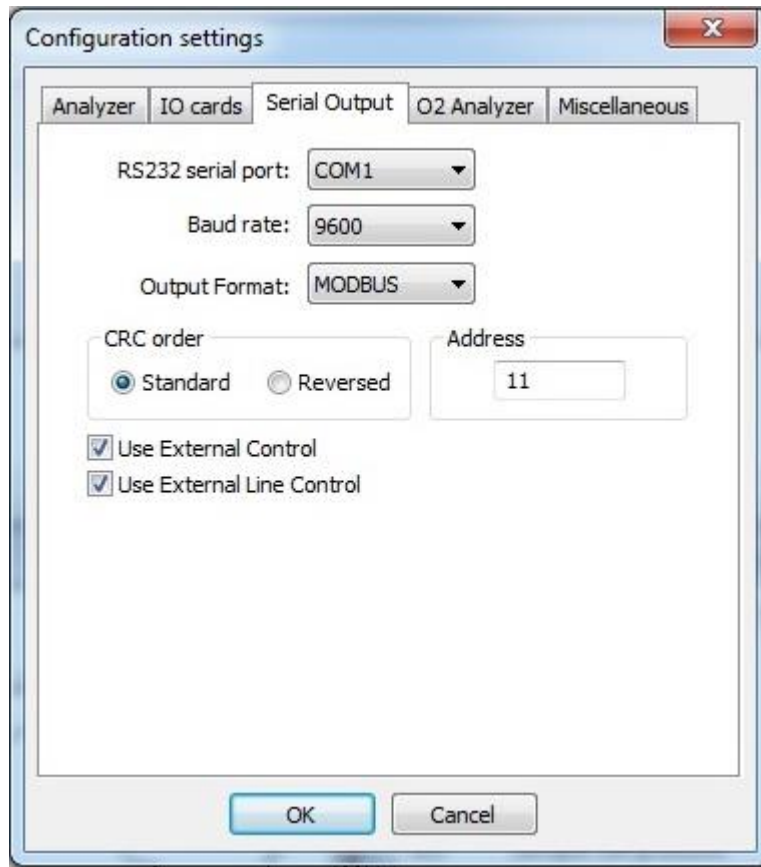 Configuration settings
Analyzer IO cards Serial Output O2 Analyzer Miscellaneous
RS232 serial port: COM1
Baud rate: 9600
Output Format: MODBUS
CRC order Address
Standard Reversed 11
Use External Control
Use External Line Control
OK Cancel